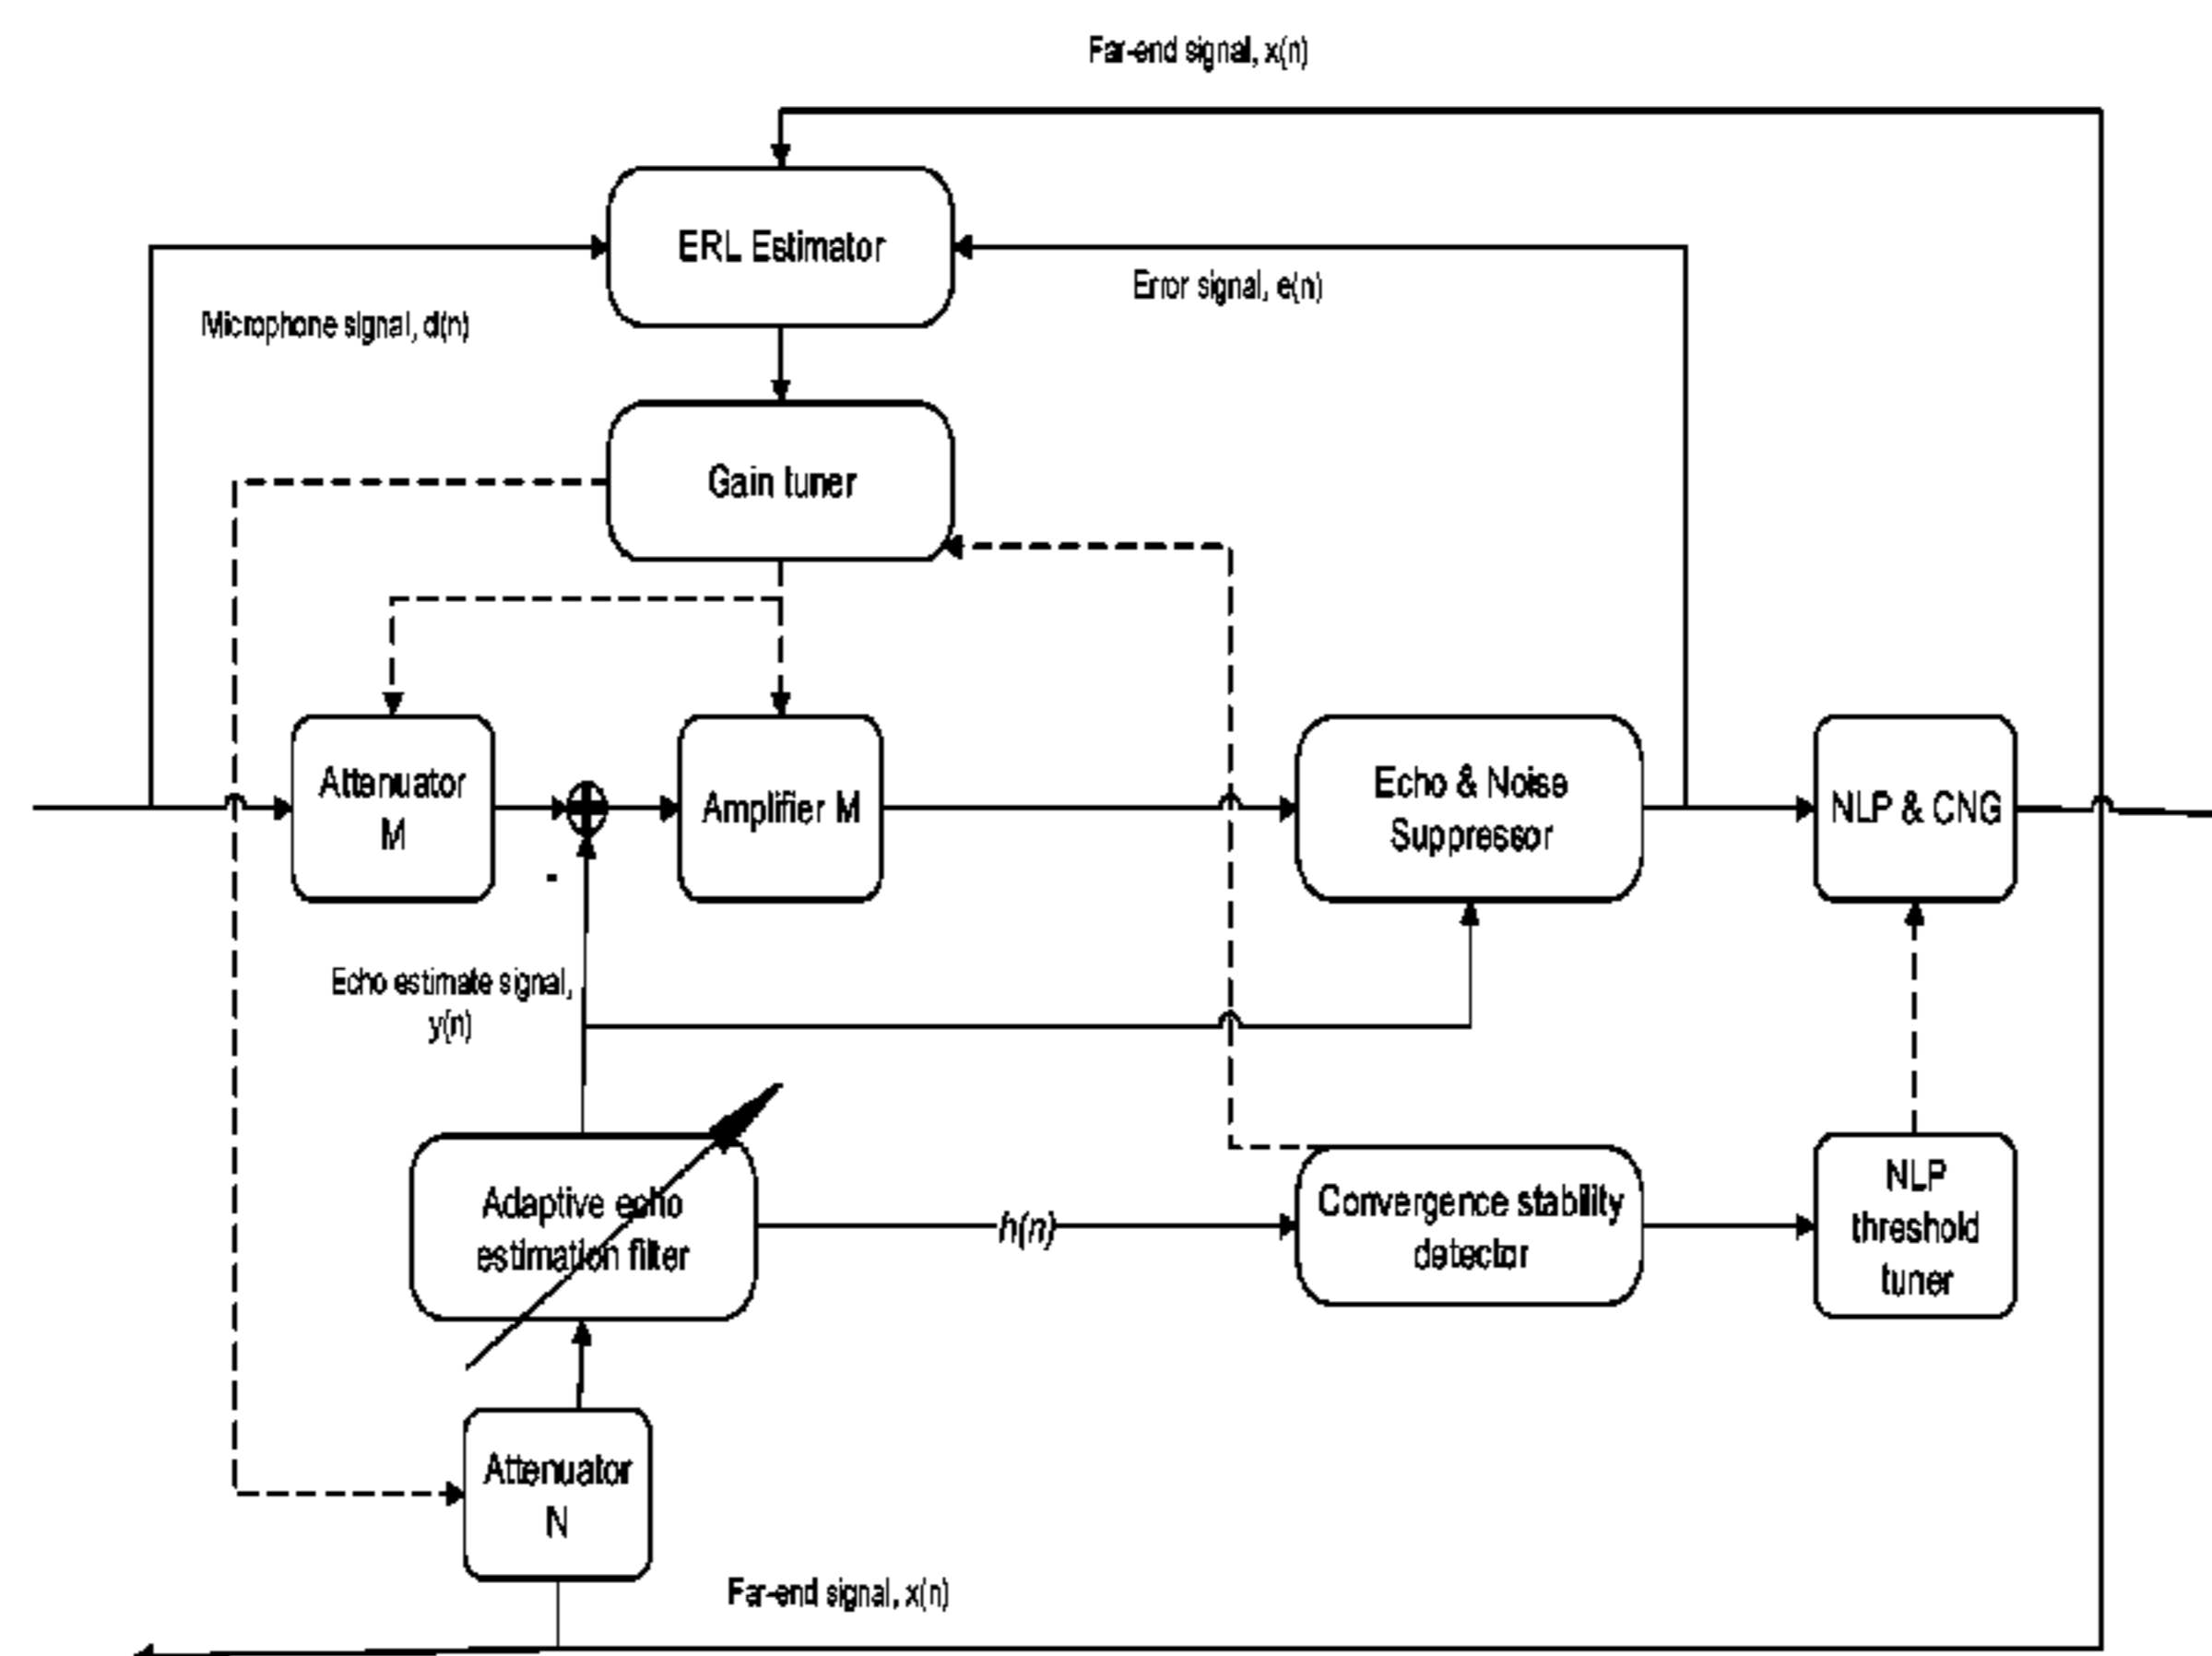 Far-end signal, x(n)
ERL Estimator
Error signal, e(n)
Microphone signal, d(n)
Gain tuner
Attenuator
M
Amplifier M
Echo & Noise
Suppressor
NLP & CNG
-
Echo estimate signal,
y(n)
Adaptive echo
estimation filter
h(n)
Convergence stability
detector
NLP
threshold
tuner
Attenuator
N
Far-end signal, x(n)